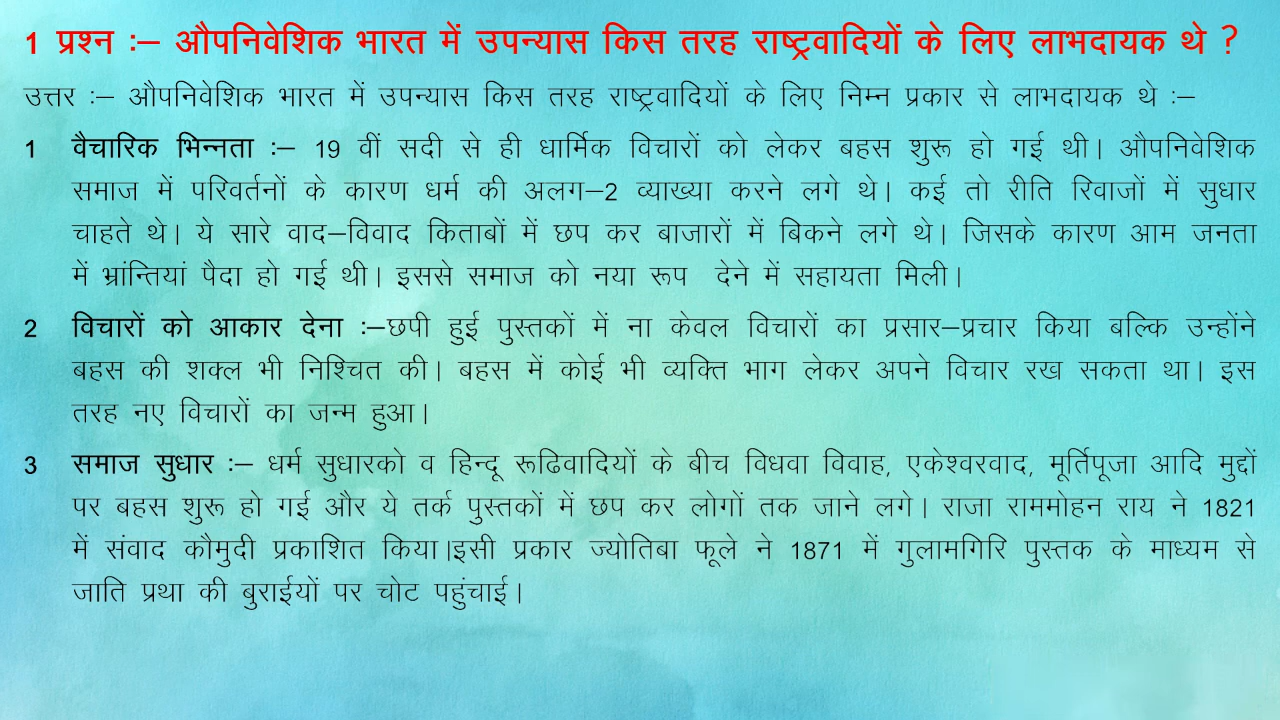 1 प्रश्न :– औपनिवेशिक भारत में उपन्यास किस तरह राष्ट्रवादियों के लिए लाभदायक थे ?
उत्तर :– औपनिवेशिक भारत में उपन्यास किस तरह राष्ट्रवादियों के लिए निम्न प्रकार से लाभदायक थे :–
1 वैचारिक भिन्नता :– 19 वीं सदी से ही धार्मिक विचारों को लेकर बहस शुरू हो गई थी। औपनिवेशिक
समाज में परिवर्तनों के कारण धर्म की अलग–2 व्याख्या करने लगे थे। कई तो रीति रिवाजों में सुधार
चाहते थे। ये सारे वाद–विवाद किताबों में छप कर बाजारों में बिकने लगे थे। जिसके कारण आम जनता
में भ्रांन्तियां पैदा हो गई थी। इससे समाज को नया रूप देने में सहायता मिली।
2 विचारों को आकार देना :–छपी हुई पुस्तकों में ना केवल विचारों का प्रसार–प्रचार किया बल्कि उन्होंने
बहस की शक्ल भी निश्चित की। बहस में कोई भी व्यक्ति भाग लेकर अपने विचार रख सकता था। इस
तरह नए विचारों का जन्म हुआ।
3 समाज सुधार :– धर्म सुधारको व हिन्दू रूढिवादियों के बीच विधवा विवाह, एकेश्वरवाद, मूर्तिपूजा आदि मुद्दों
पर बहस शुरू हो गई और ये तर्क पुस्तकों में छप कर लोगों तक जाने लगे। राजा राममोहन राय ने 1821
में संवाद कौमुदी प्रकाशित किया।इसी प्रकार ज्योतिबा फूले ने 1871 में गुलामगिरि पुस्तक के माध्यम से
जाति प्रथा की बुराईयों पर चोट पहुंचाई।